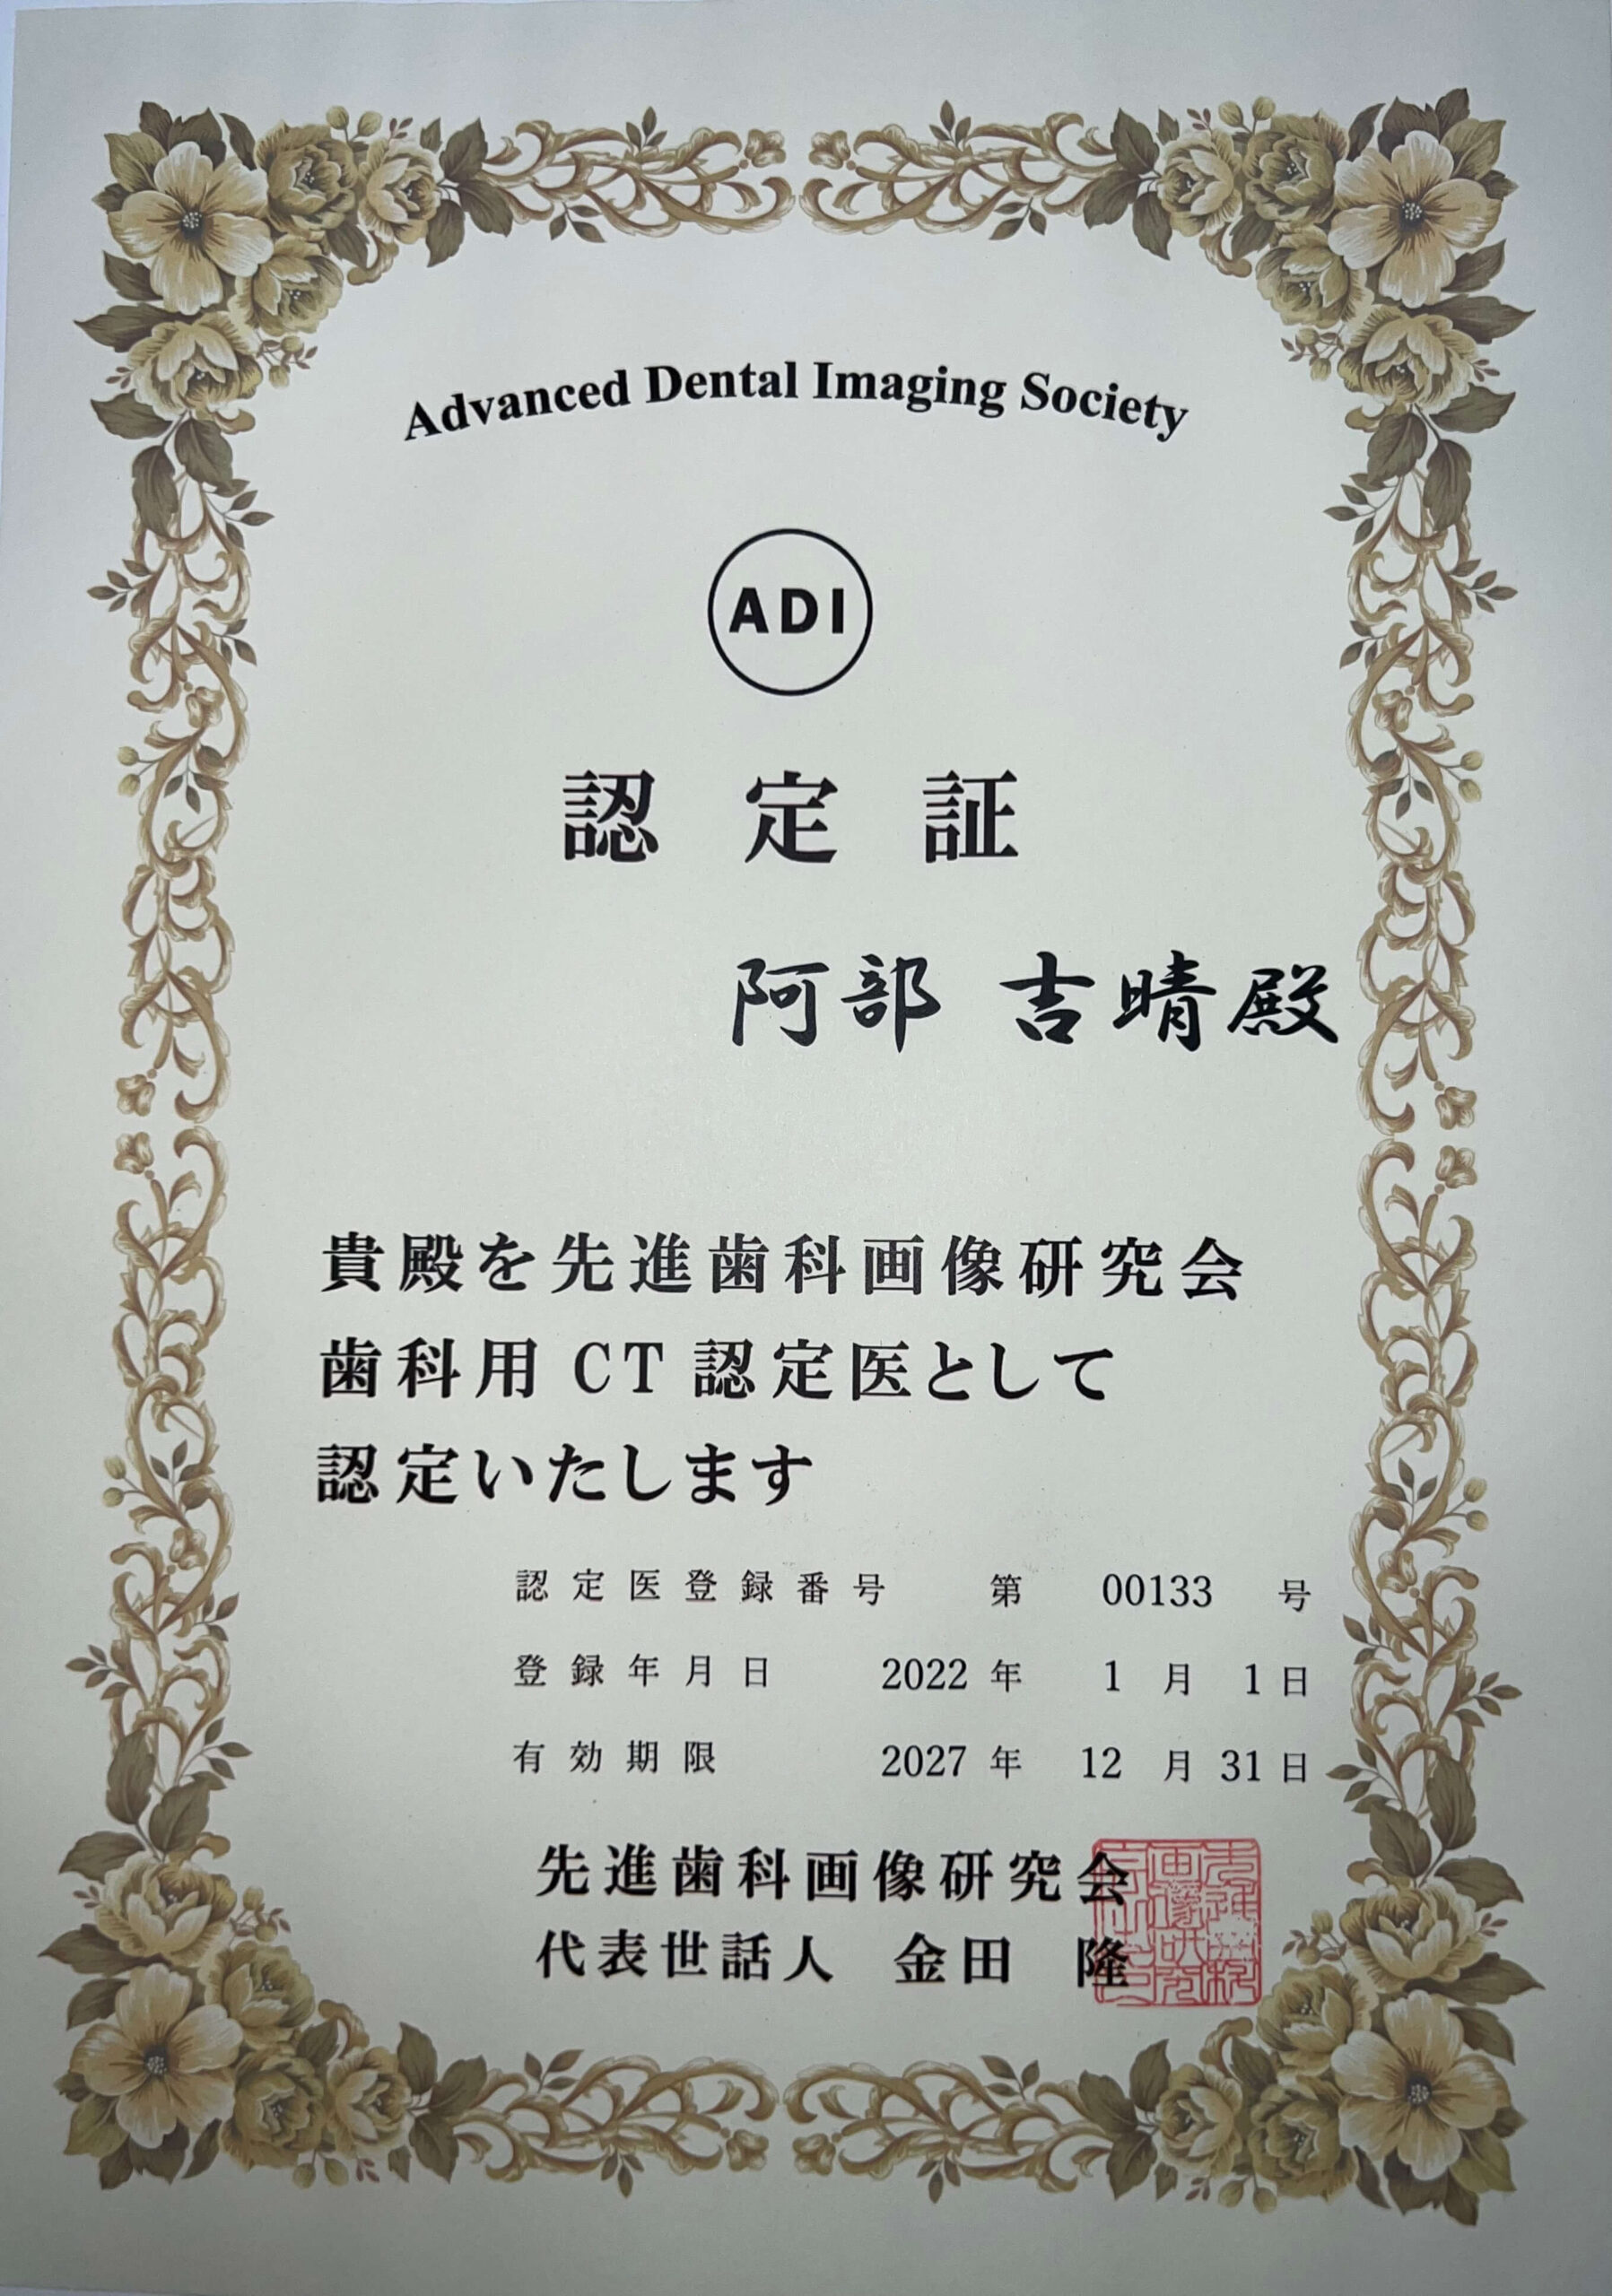 Advanced Dental Imaging Society
ADI
認定証
阿部 吉晴殿
貴殿を先進歯科画像研究会
歯科用 CT 認定医として
認定いたします
認定医登録番号 第 00133 号
登録年月日 2022 年 1 月 1 日
有効期限 2027 年 12 月 31 日
先進歯科画像研究会
代表世話人 金田 隆